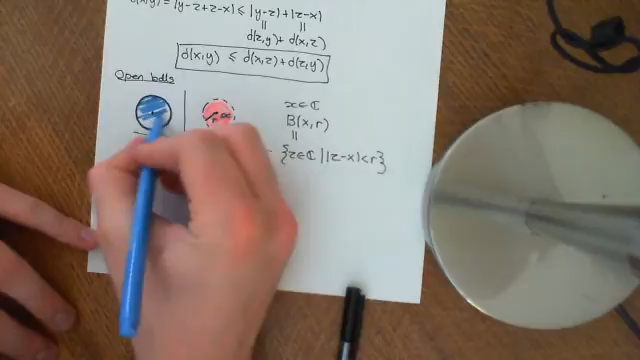 d(x,y) = |y-z+z-x| ≤ |y-z|+|z-x|
= =
d(z,y) + d(x,z)
d(x,y) ≤ d(x,z)+d(z,y)
Open balls
x∈ℂ
B(x,r)
=
{z∈ℂ | |z-x|<r}